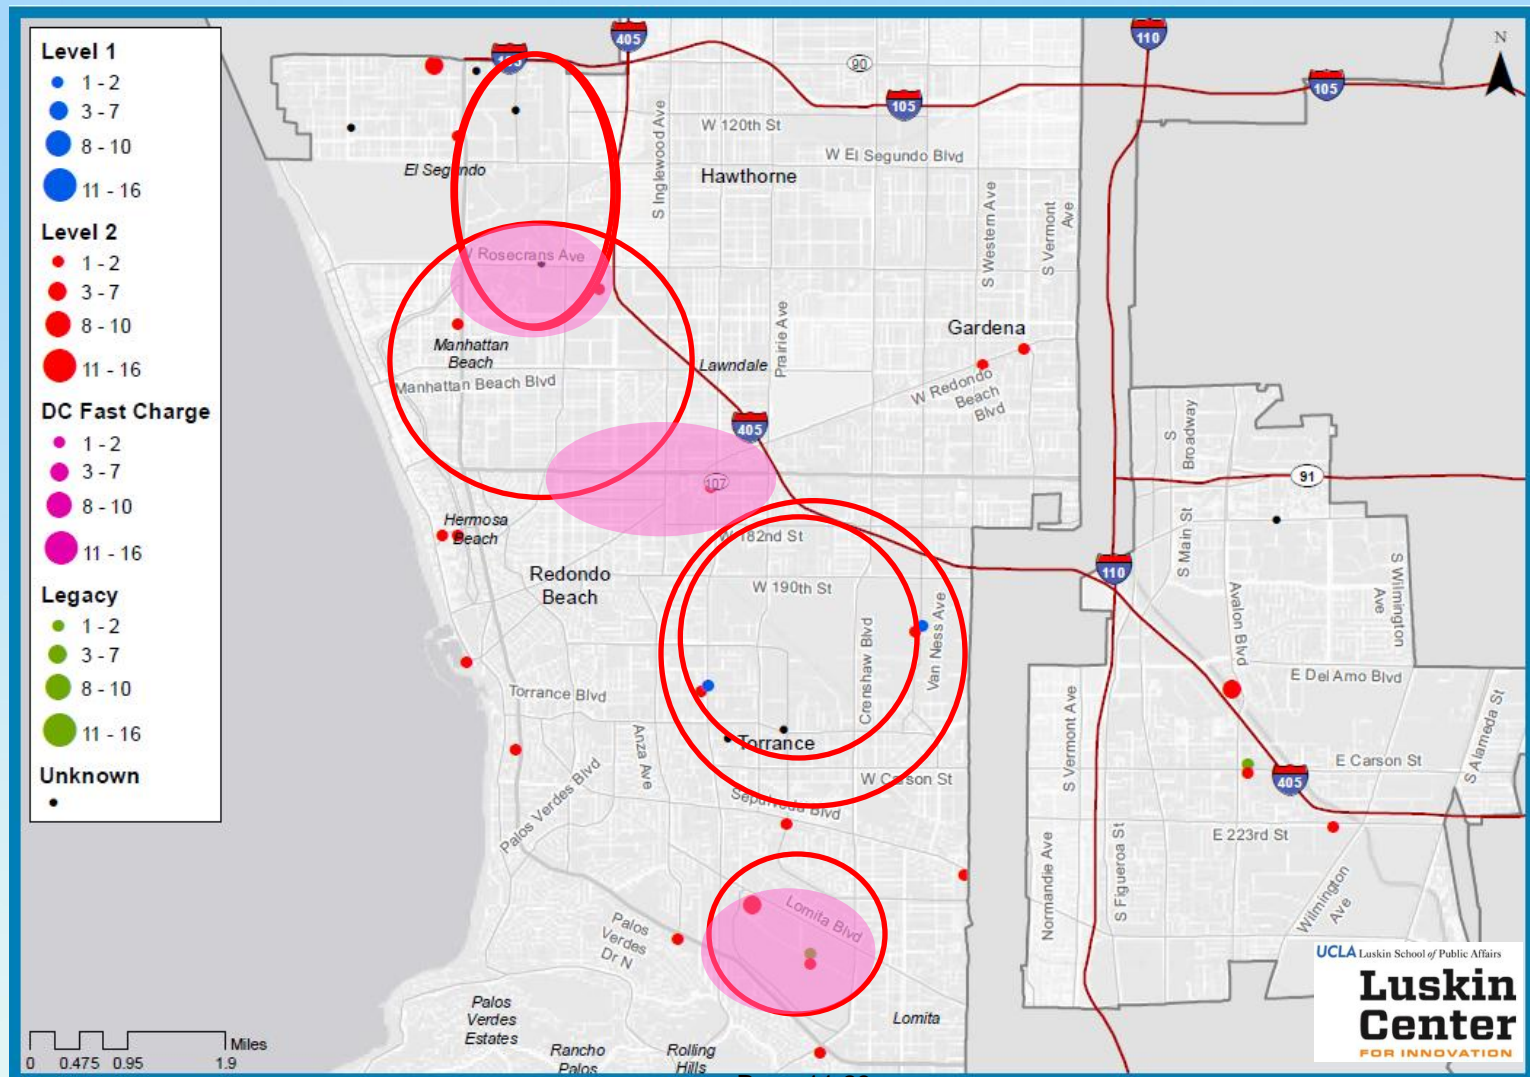 Level 1
1 - 2
3 - 7
8 - 10
11 - 16
Level 2
1 - 2
3 - 7
8 - 10
11 - 16
DC Fast Charge
1 - 2
3 - 7
8 - 10
11 - 16
Legacy
1 - 2
3 - 7
8 - 10
11 - 16
Unknown
405
110
N
90
105
105
W 120th St
W El Segundo Blvd
El Segundo
Hawthorne
S Inglewood Ave
S Western Ave
S Vermont
Ave
W Rosecrans Ave
Prairie Ave
Gardena
Manhattan
Beach
Lawndale
Manhattan Beach Blvd
W Redondo
Beach
Blvd
405
S
Broadway
91
107
Hermosa
Beach
W 182nd St
S Main St
110
S Wilmington
Ave
Redondo
Beach
W 190th St
Avalon Blvd
Crenshaw Blvd
Van Ness Ave
E Del Amo Blvd
Torrance Blvd
S Vermont Ave
S Alameda St
Anza Ave
Torrance
W Carson St
E Carson St
405
Palos Verdes Blvd
Sepulveda Blvd
E 223rd St
Normandie Ave
S Figueroa St
Wilmington
Ave
Lomita Blvd
Palos
Verdes
Dr N
UCLA Luskin School of Public Affairs
Luskin
Center
FOR INNOVATION
Palos
Verdes
Estates
Lomita
Rancho
Palos
Rolling
Hills
Miles
0 0.475 0.95 1.9